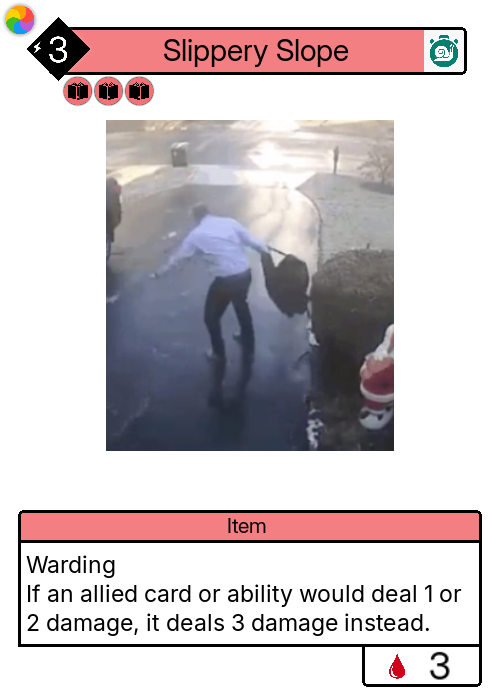 3
Slippery Slope
Item
Warding
If an allied card or ability would deal 1 or
2 damage, it deals 3 damage instead.
3